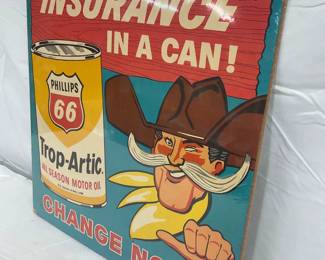 INSURANCE
IN A CAN!
PHILLIPS
66
Trop-Artic
ALL SEASON MOTOR OIL
CHANGE NO